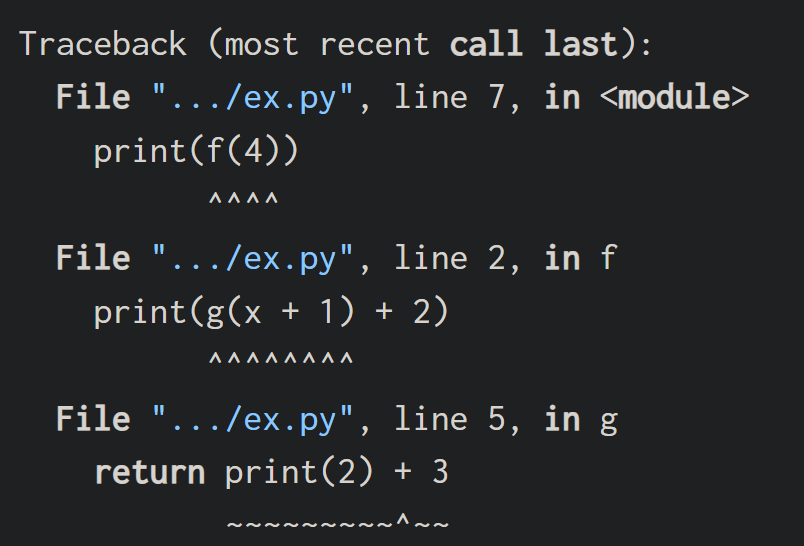 Traceback (most recent call last):
  File ".../ex.py", line 7, in <module>
    print(f(4))
          ^^^^
  File ".../ex.py", line 2, in f
    print(g(x + 1) + 2)
          ^^^^^^^^
  File ".../ex.py", line 5, in g
    return print(2) + 3
           ~~~~~~~~~^~~